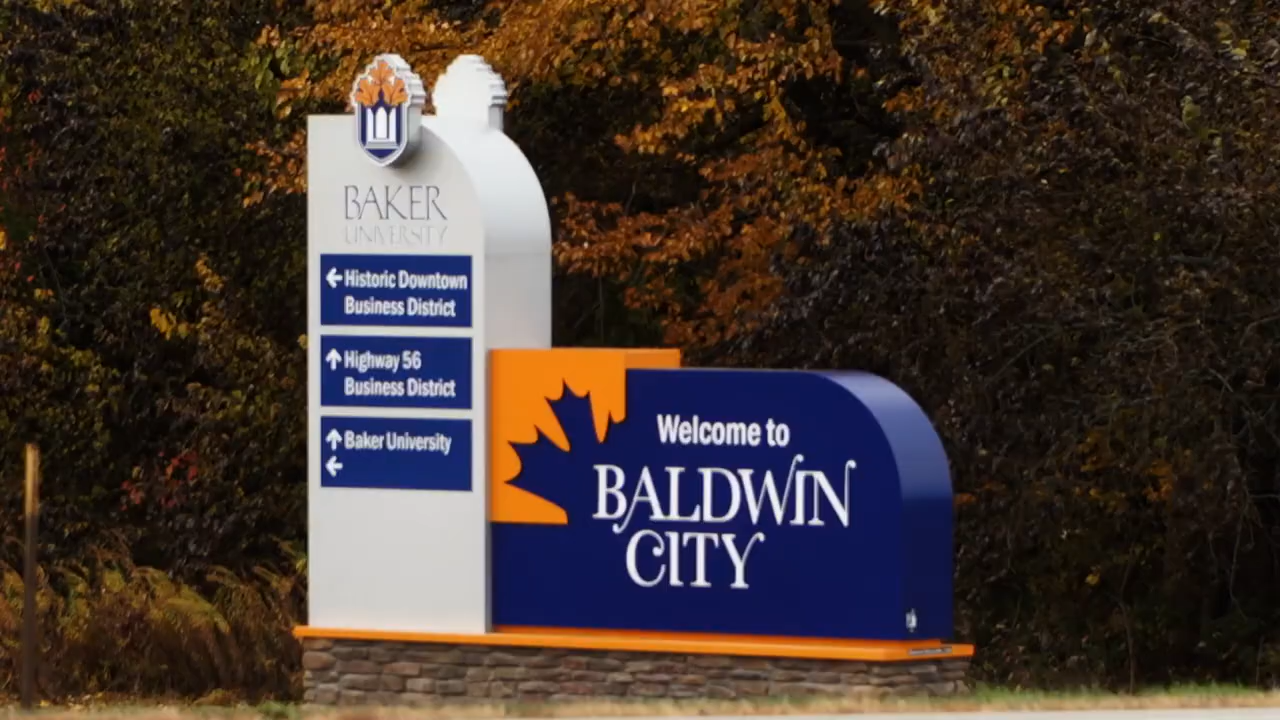 BAKER
UNIVERSITY
← Historic Downtown
Business District
↑ Highway 56
Business District
↑ Baker University
←
Welcome to
BALDWIN
CITY